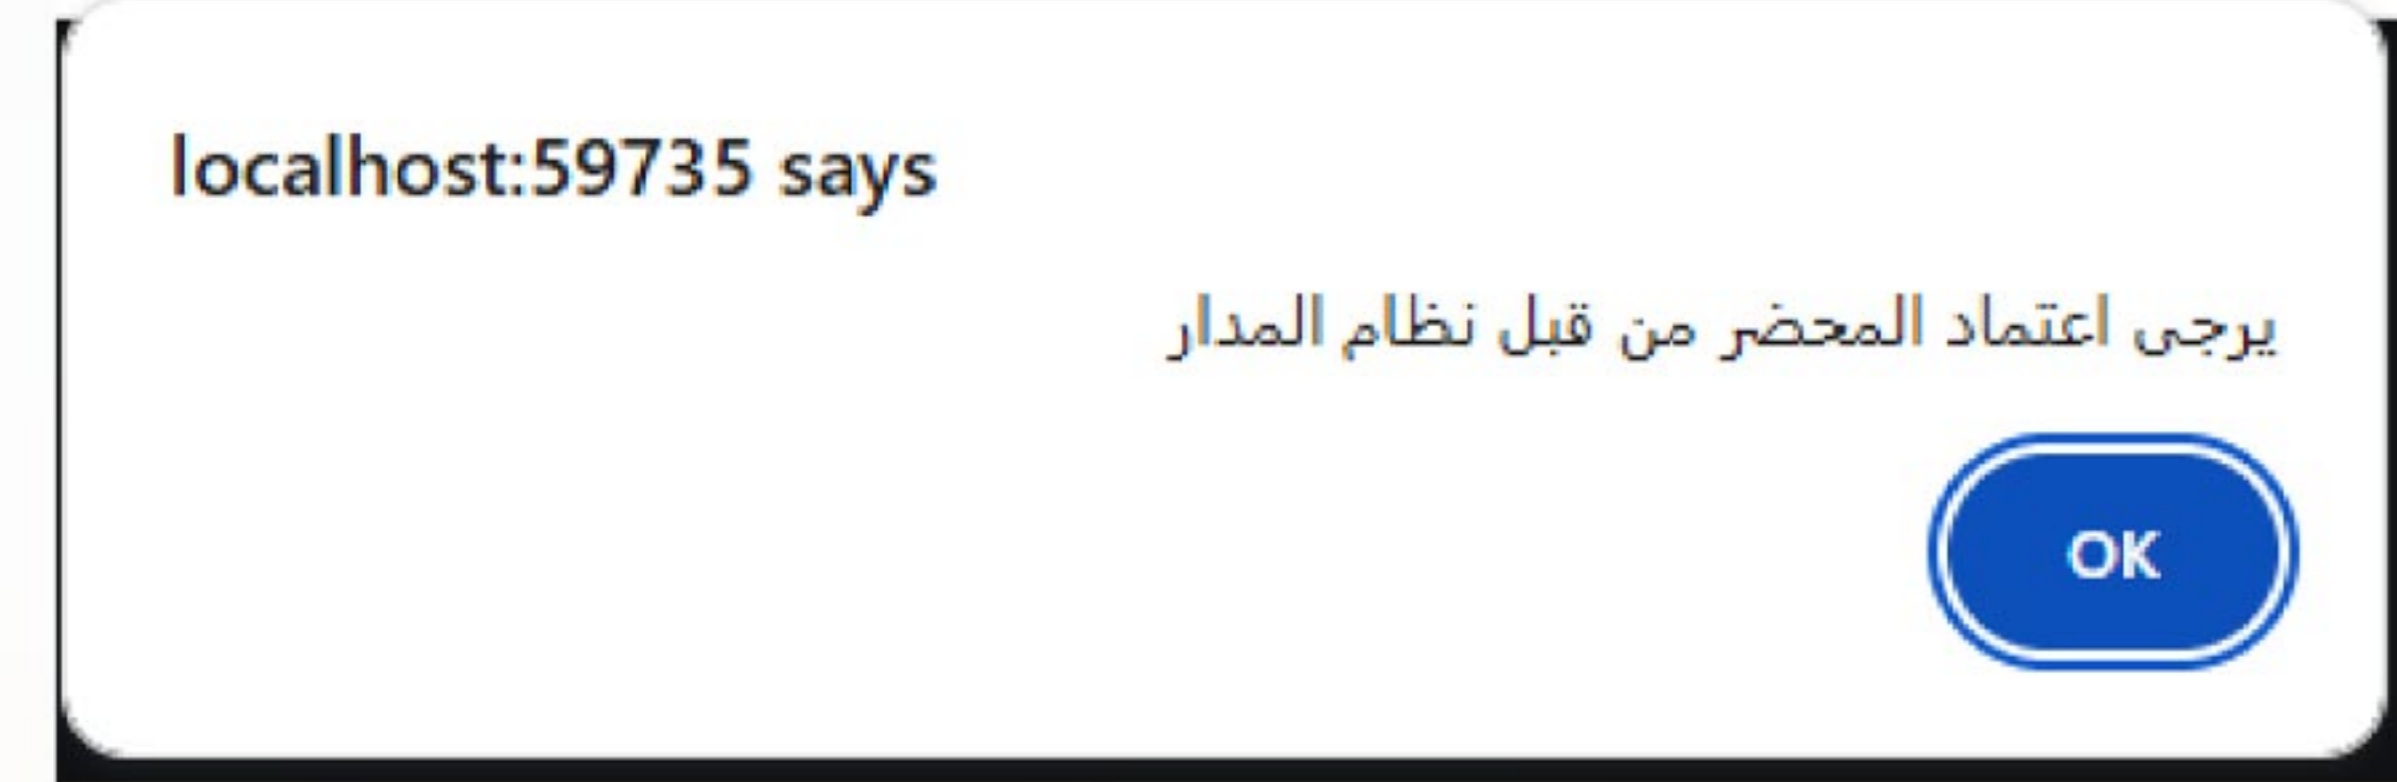 localhost:59735 says
يرجى اعتماد المحضر من قبل نظام المدار
OK